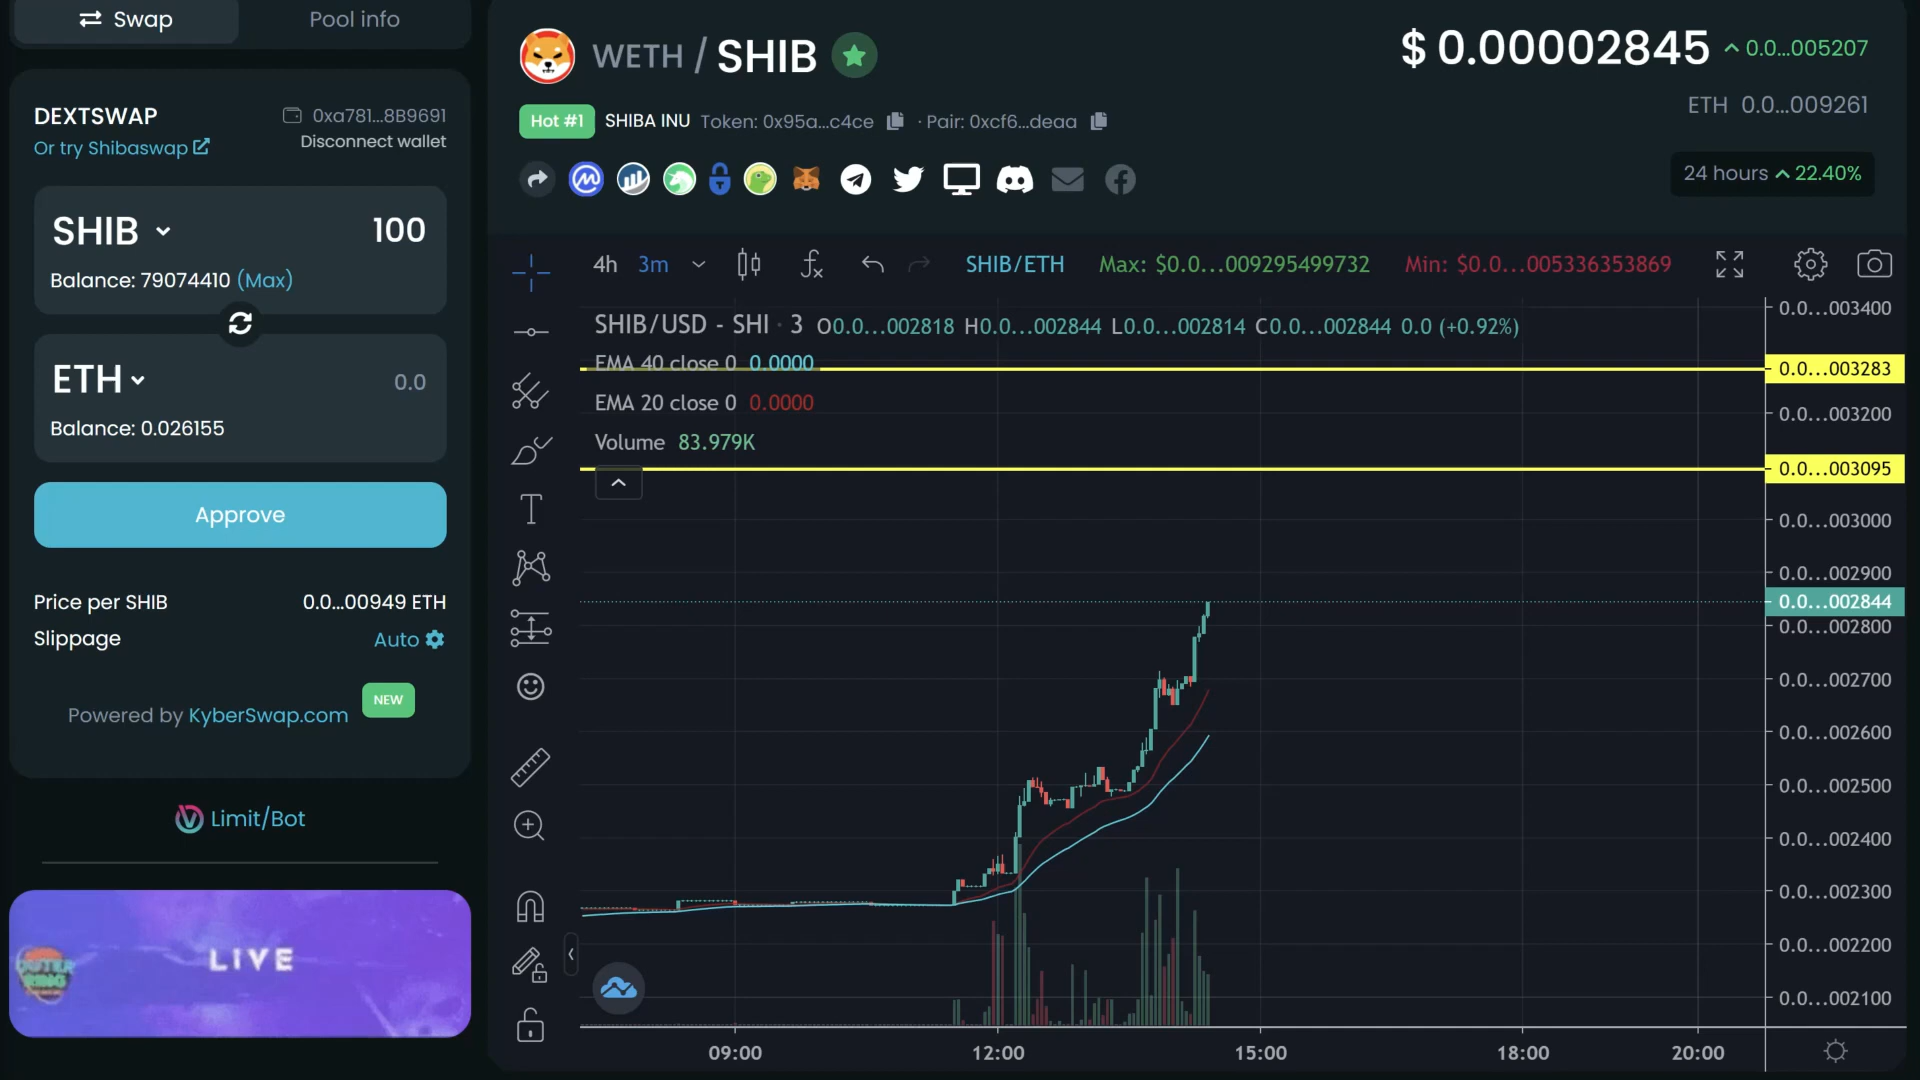 Swap
Pool info
DEXTSWAP
0xa781...8B9691
Or try Shibaswap
Disconnect wallet
SHIB
100
Balance: 79074410 (Max)
ETH
0.0
Balance: 0.026155
Approve
Price per SHIB
0.0...00949 ETH
Slippage
Auto
NEW
Powered by KyberSwap.com
Limit/Bot
OUTER
RING
LIVE
WETH / SHIB
$ 0.00002845
0.0...005207
ETH 0.0...009261
Hot #1 SHIBA INU Token: 0x95a...c4ce · Pair: 0xcf6...deaa
24 hours 22.40%
4h 3m SHIB/ETH Max: $0.0...009295499732 Min: $0.0...005336353869
SHIB/USD - SHI · 3 O0.0...002818 H0.0...002844 L0.0...002814 C0.0...002844 0.0 (+0.92%)
EMA 40 close 0 0.0000
EMA 20 close 0 0.0000
Volume 83.979K
0.0...003400
0.0...003283
0.0...003200
0.0...003095
0.0...003000
0.0...002900
0.0...002844
0.0...002800
0.0...002700
0.0...002600
0.0...002500
0.0...002400
0.0...002300
0.0...002200
0.0...002100
09:00 12:00 15:00 18:00 20:00